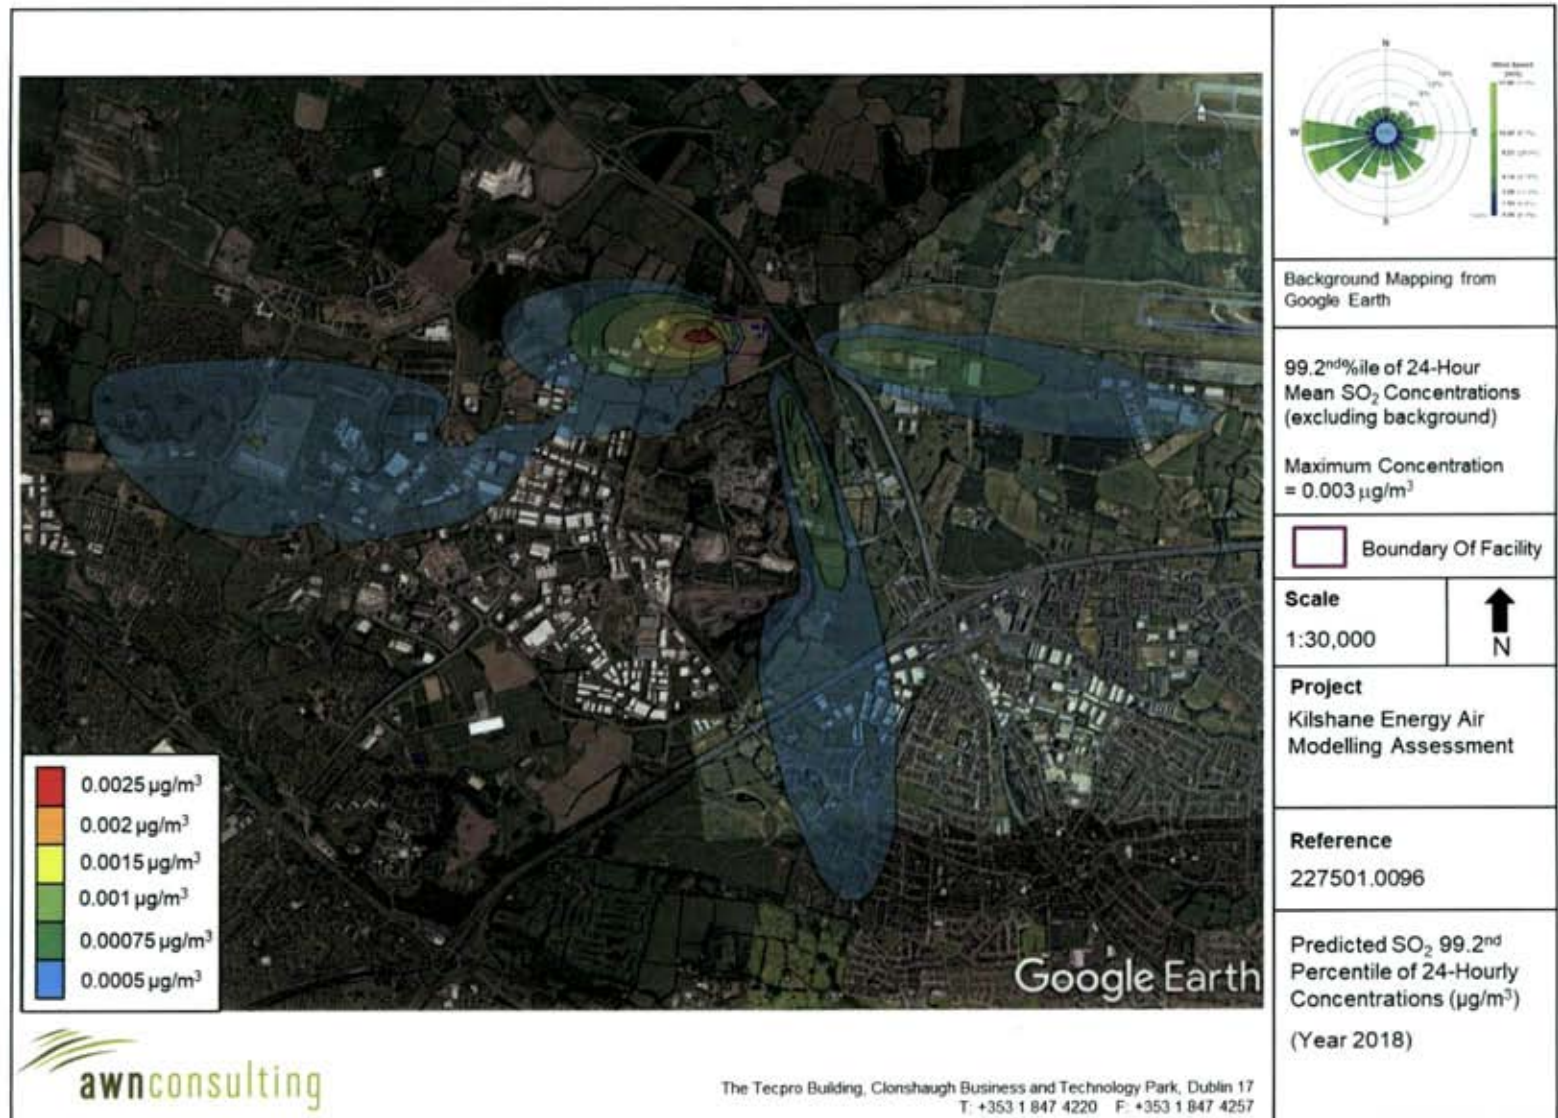 N
W
E
S
Background Mapping from
Google Earth
99.2nd%ile of 24-Hour
Mean SO2 Concentrations
(excluding background)
Maximum Concentration
= 0.003 µg/m3
Boundary Of Facility
Scale
1:30,000
N
Project
Kilshane Energy Air
Modelling Assessment
Reference
227501.0096
Predicted SO2 99.2nd
Percentile of 24-Hourly
Concentrations (µg/m3)
(Year 2018)
0.0025 µg/m3
0.002 µg/m3
0.0015 µg/m3
0.001 µg/m3
0.00075 µg/m3
0.0005 µg/m3
Google Earth
awnconsulting
The Tecpro Building, Clonshaugh Business and Technology Park, Dublin 17
T: +353 1 847 4220 F: +353 1 847 4257